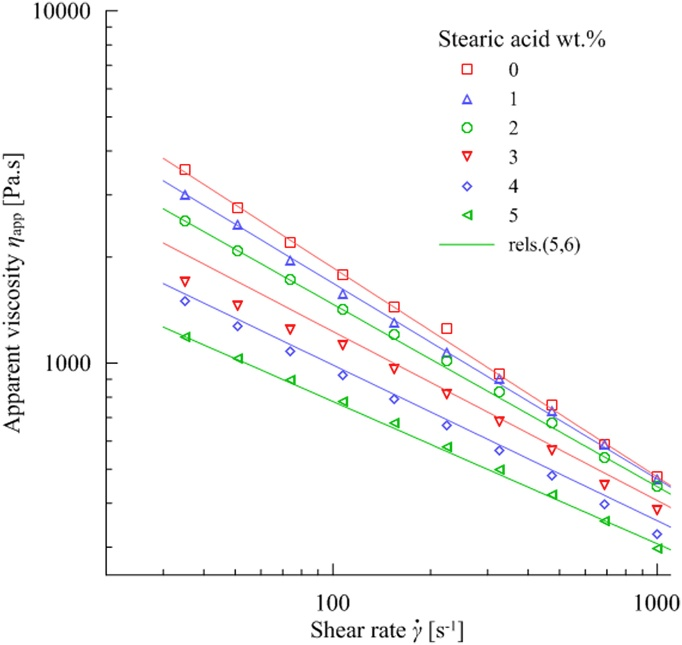 10000
Stearic acid wt.%
0
1
2
3
4
5
rels.(5,6)
Apparent viscosity ηapp [Pa.s]
1000
100
1000
Shear rate γ̇ [s-1]